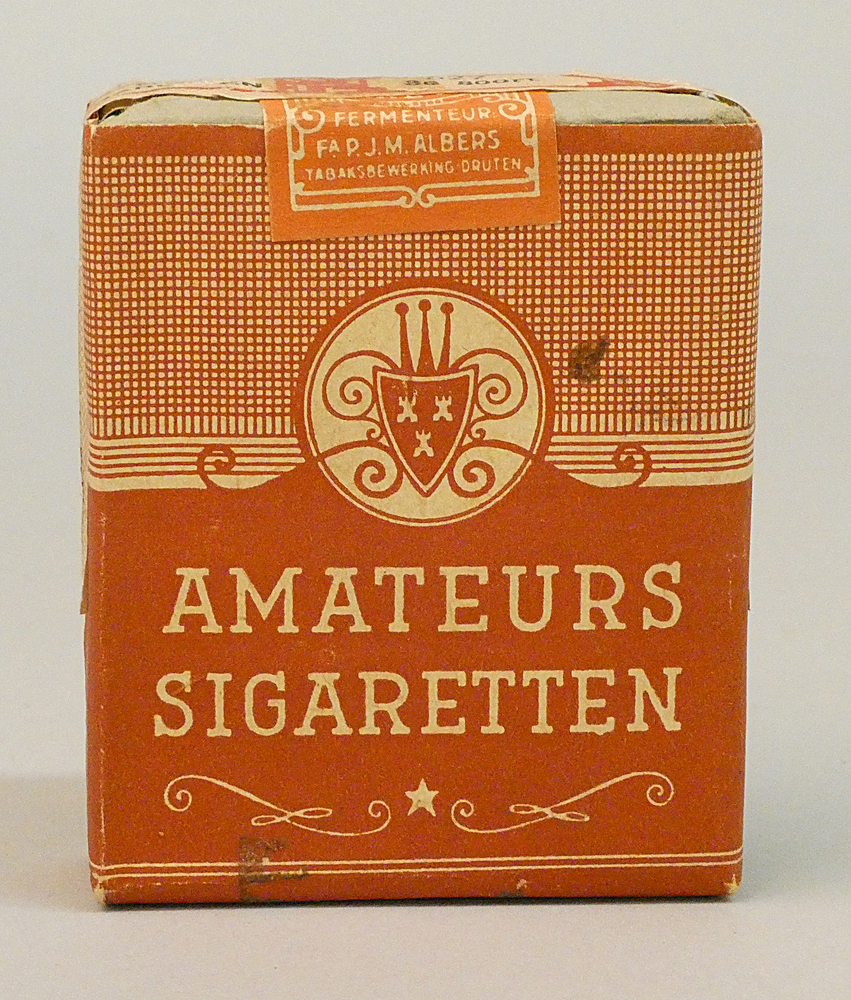 FERMENTEUR:
FA P.J.M. ALBERS
TABAKSBEWERKING-DRUTEN.
AMATEURS
SIGARETTEN